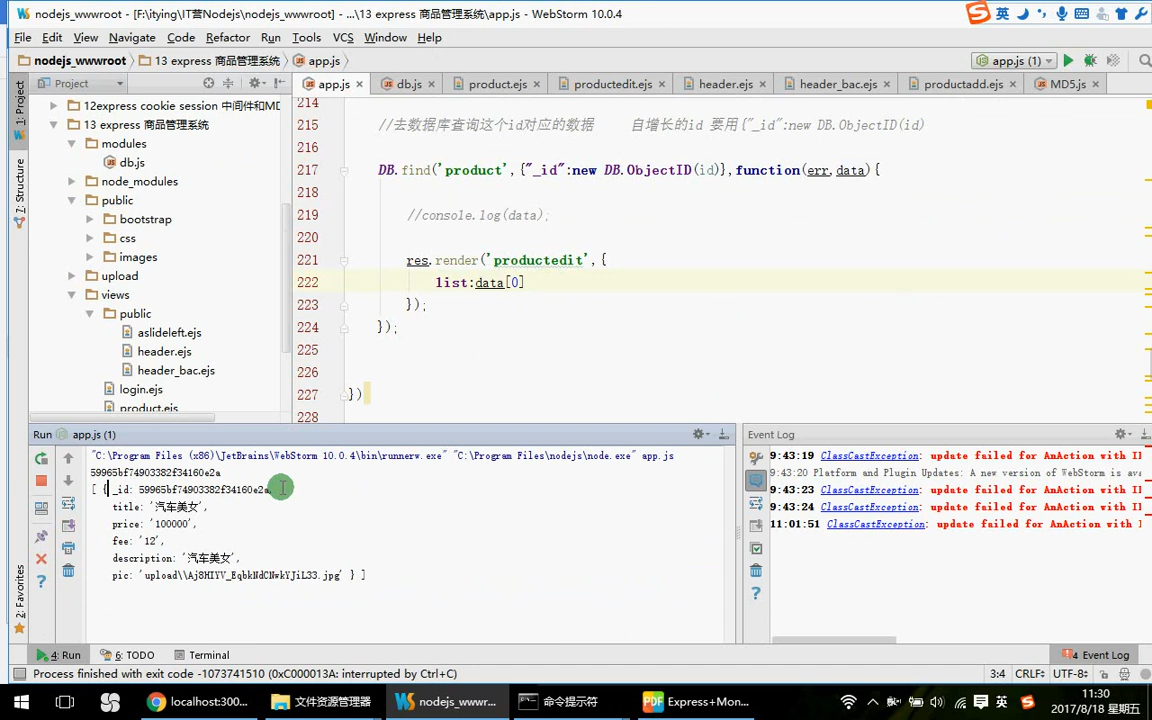 nodejs_wwwroot - [F:\itying\IT营Nodejs\nodejs_wwwroot] - ...\13 express 商品管理系统\app.js - WebStorm 10.0.4
英
File Edit View Navigate Code Refactor Run Tools VCS Window Help
nodejs_wwwroot 13 express 商品管理系统 app.js
app.js (1)
Project
app.js db.js product.ejs productedit.ejs header.ejs header_bac.ejs productadd.ejs MD5.js
1: Project
7: Structure
2: Favorites
12express cookie session 中间件和MD
13 express 商品管理系统
modules
db.js
node_modules
public
bootstrap
css
images
upload
views
public
aslideleft.ejs
header.ejs
header_bac.ejs
login.ejs
product.ejs
214
215 //去数据库查询这个id对应的数据 自增长的id 要用{"_id":new DB.ObjectID(id)
216
217 DB.find('product',{"_id":new DB.ObjectID(id)},function(err,data){
218
219 //console.log(data);
220
221 res.render('productedit',{
222 list:data[0]
223 });
224 });
225
226
227 })
228
Run app.js (1)
"C:\Program Files (x86)\JetBrains\WebStorm 10.0.4\bin\runnerw.exe" "C:\Program Files\nodejs\node.exe" app.js
59965bf74903382f34160e2a
[ { _id: 59965bf74903382f34160e2a,
title: '汽车美女',
price: '100000',
fee: '12',
description: '汽车美女',
pic: 'upload\\Aj8HIYV_EqbkNdCNwkYJiL33.jpg' } ]
Event Log
9:43:19 ClassCastException: update failed for AnAction with I
9:43:20 Platform and Plugin Updates: A new version of WebStorm is ava
9:43:23 ClassCastException: update failed for AnAction with I
9:43:24 ClassCastException: update failed for AnAction with I
11:01:51 ClassCastException: update failed for AnAction with I
4: Run 6: TODO Terminal
4 Event Log
Process finished with exit code -1073741510 (0xC000013A: interrupted by Ctrl+C)
3:4 CRLF÷ UTF-8÷
localhost:300... 文件资源管理器 nodejs_wwwr... 命令提示符 Express+Mon...
英
11:30
2017/8/18 星期五